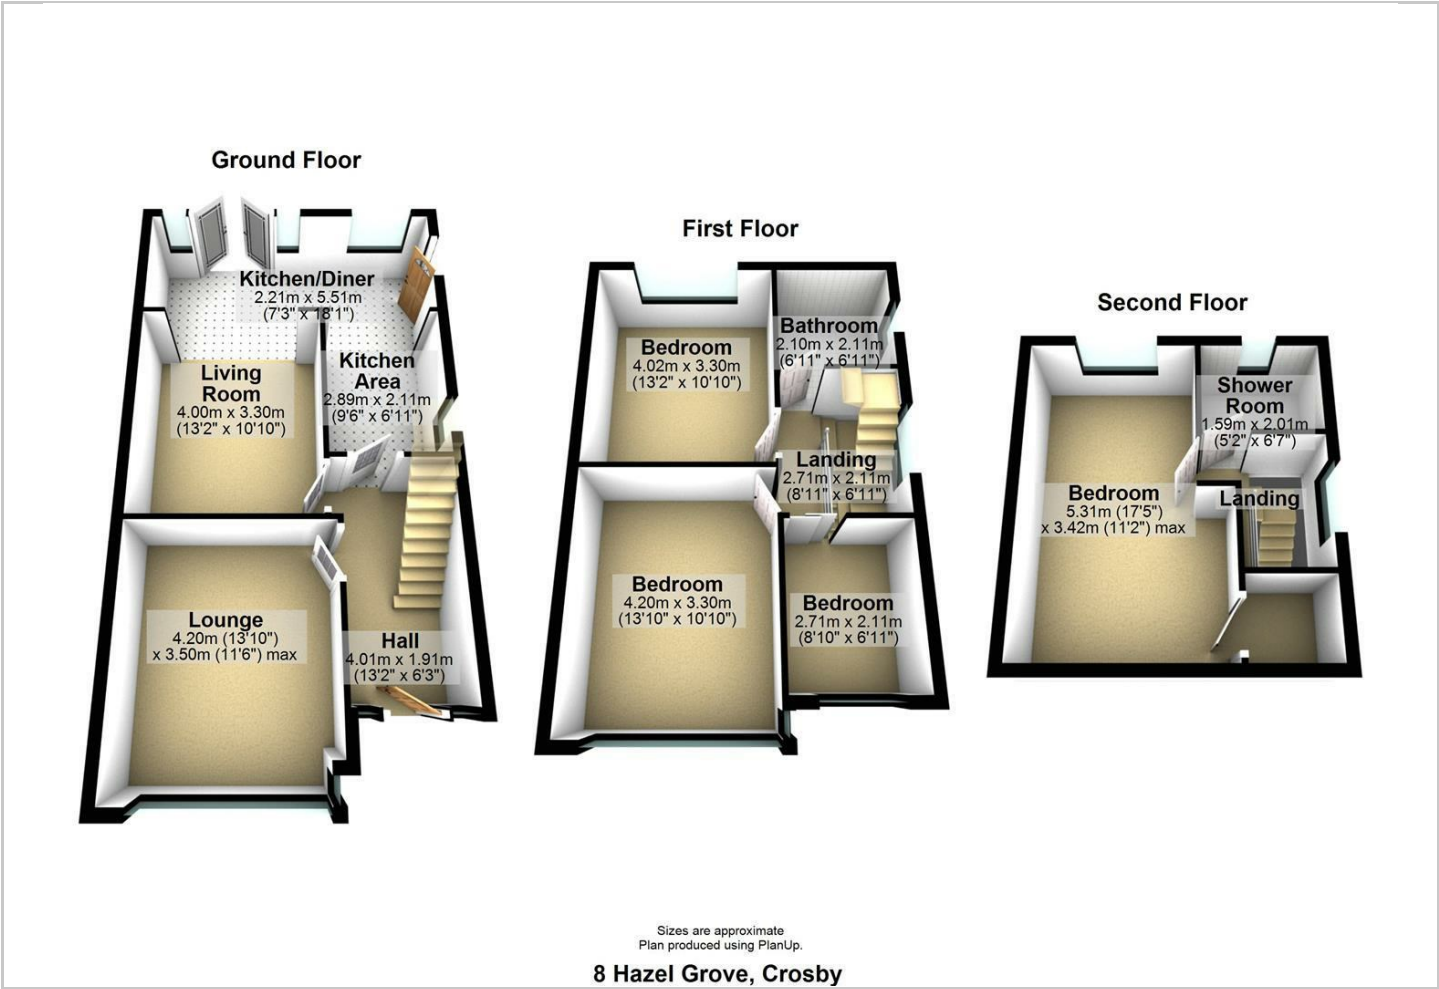 Ground Floor
Kitchen/Diner
2.21m x 5.51m
(7'3" x 18'1")
Kitchen
Area
2.89m x 2.11m
(9'6" x 6'11")
Living
Room
4.00m x 3.30m
(13'2" x 10'10")
Lounge
4.20m (13'10")
x 3.50m (11'6") max
Hall
4.01m x 1.91m
(13'2" x 6'3")
First Floor
Bedroom
4.02m x 3.30m
(13'2" x 10'10")
Bathroom
2.10m x 2.11m
(6'11" x 6'11")
Landing
2.71m x 2.11m
(8'11" x 6'11")
Bedroom
4.20m x 3.30m
(13'10" x 10'10")
Bedroom
2.71m x 2.11m
(8'10" x 6'11")
Second Floor
Shower
Room
1.59m x 2.01m
(5'2" x 6'7")
Bedroom
5.31m (17'5")
x 3.42m (11'2") max
Landing
Sizes are approximate
Plan produced using PlanUp.
8 Hazel Grove, Crosby